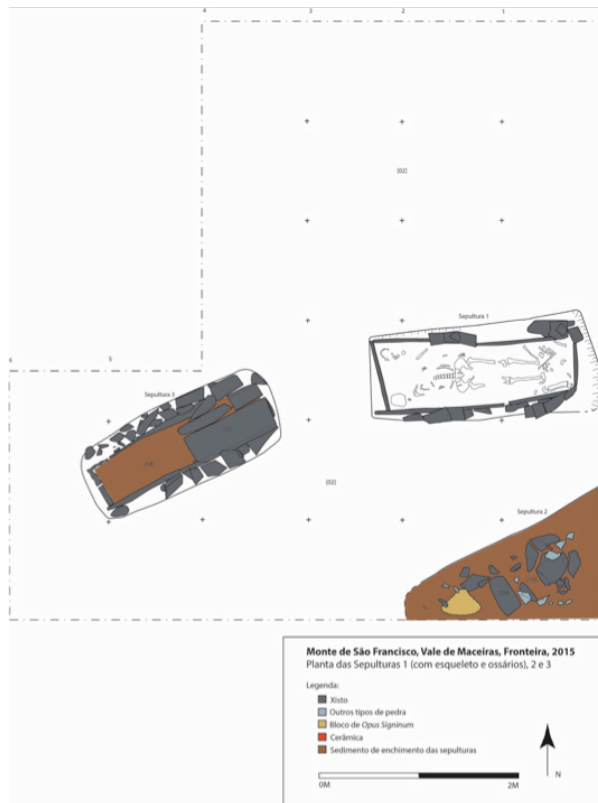 4 3 2 1
[02]
Sepultura 1
6 5
Sepultura 3
[02]
Sepultura 2
Monte de São Francisco, Vale de Maceiras, Fronteira, 2015
Planta das Sepulturas 1 (com esqueleto e ossários), 2 e 3
Legenda:
Xisto
Outros tipos de pedra
Bloco de Opus Signinum
Cerâmica
Sedimento de enchimento das sepulturas
N
0M 2M